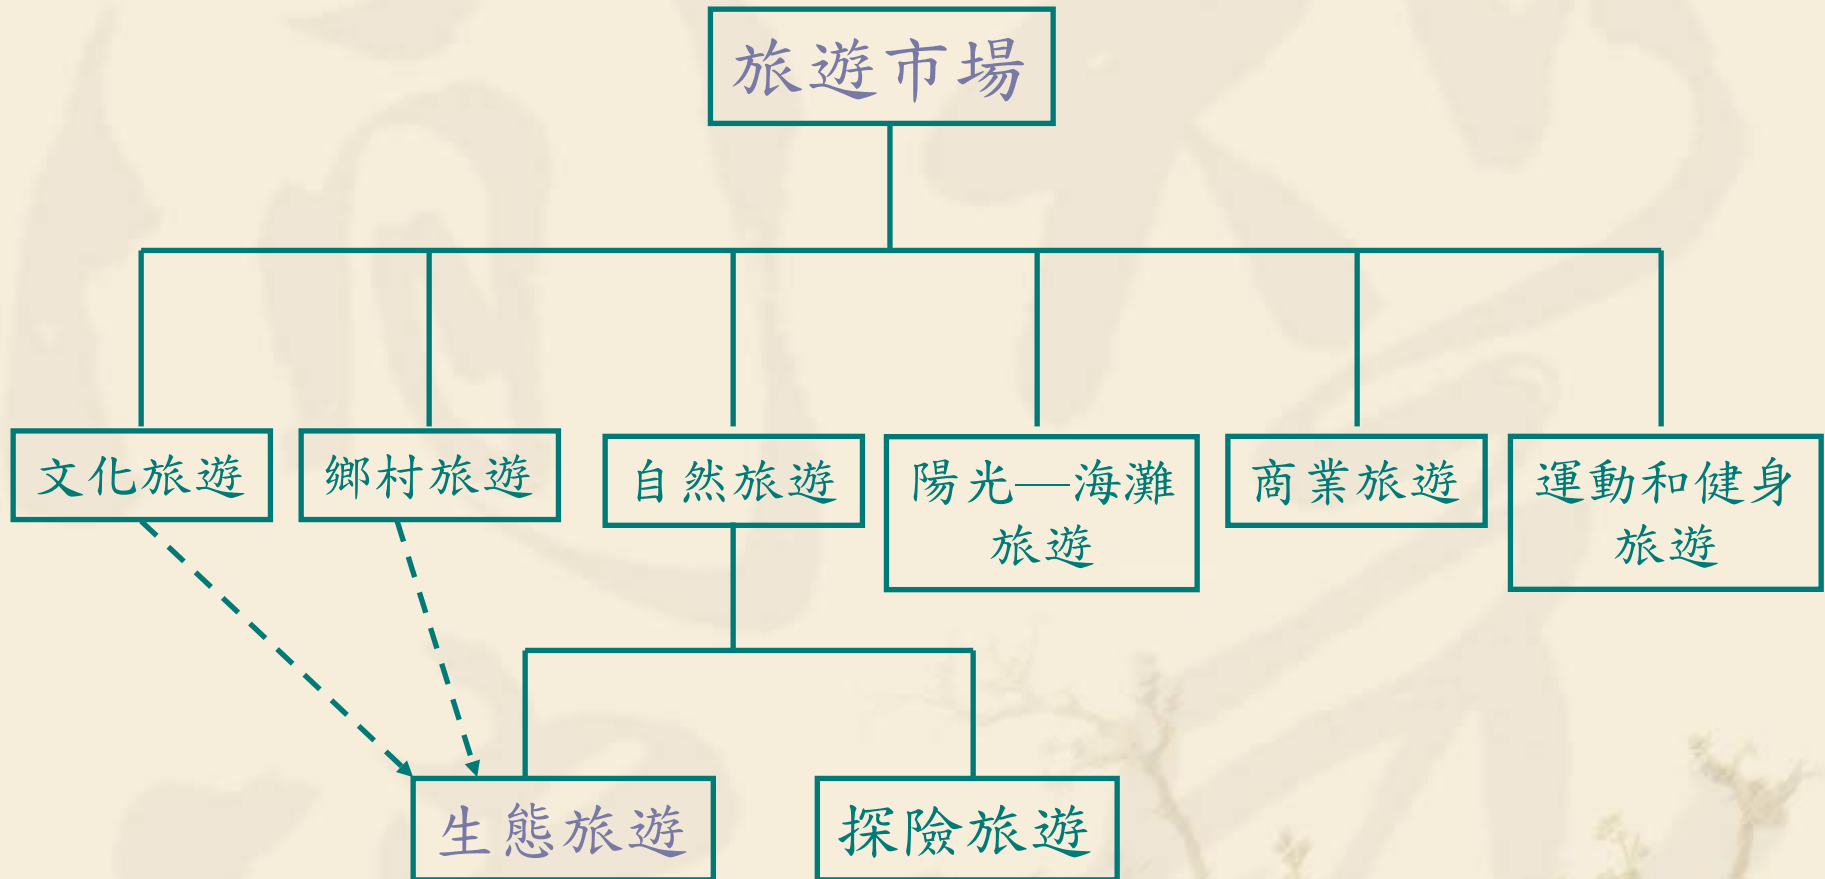 旅遊市場
文化旅遊
鄉村旅遊
自然旅遊
陽光—海灘
旅遊
商業旅遊
運動和健身
旅遊
生態旅遊
探險旅遊